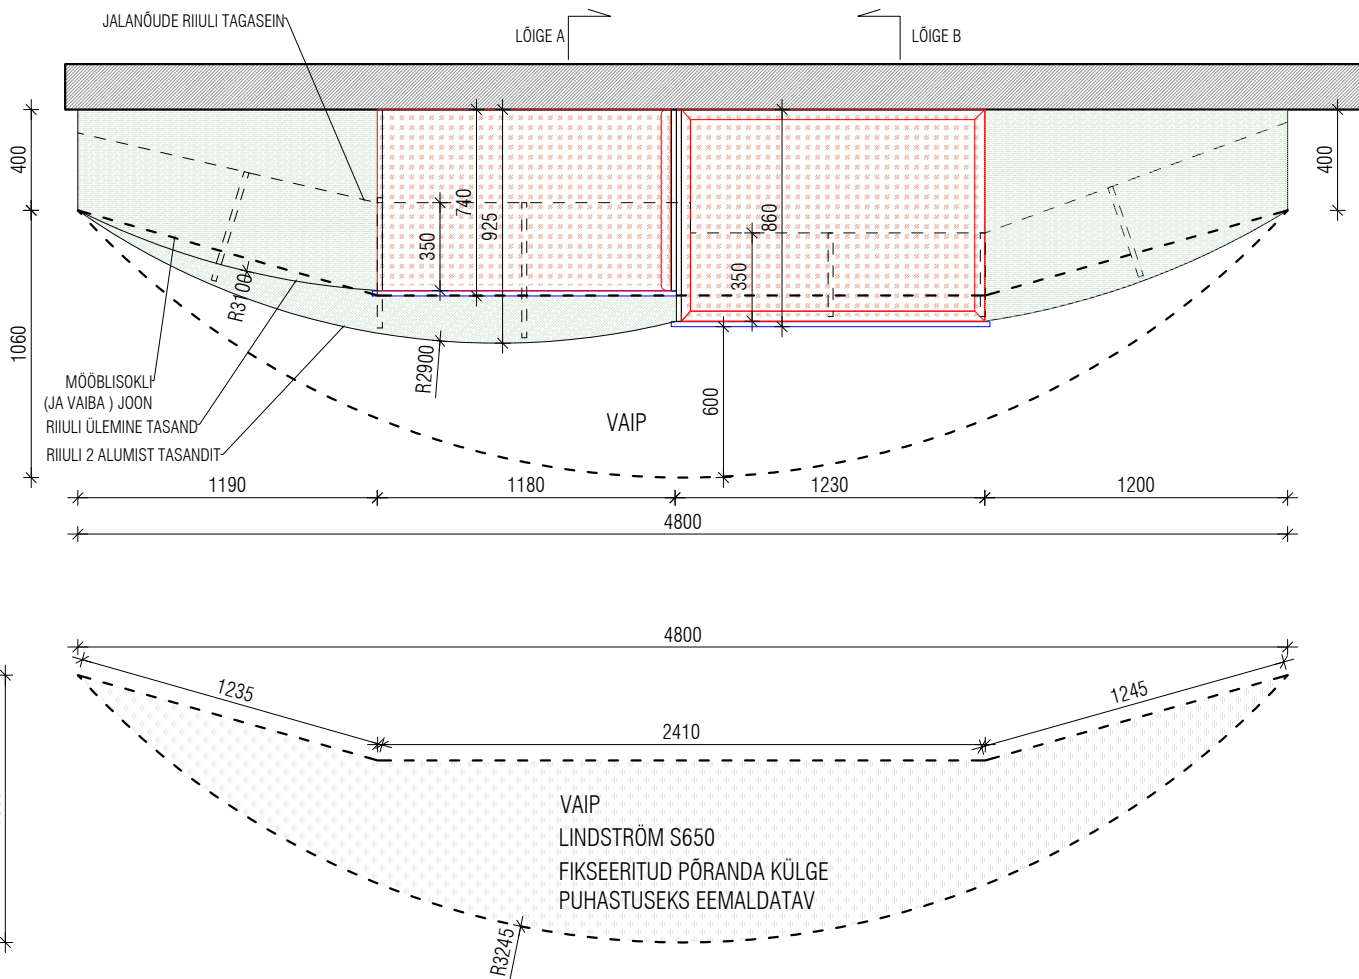 JALANÕUDE RIIULI TAGASEIN
LÕIGE A
LÕIGE B
400
1060
740
925
350
860
350
400
R3100
R2900
600
MÖÖBLISOKLI
(JA VAIBA ) JOON
RIIULI ÜLEMINE TASAND
RIIULI 2 ALUMIST TASANDIT
VAIP
1190
1180
1230
1200
4800
4800
1235
1245
2410
VAIP
LINDSTRÖM S650
FIKSEERITUD PÕRANDA KÜLGE
PUHASTUSEKS EEMALDATAV
R3245